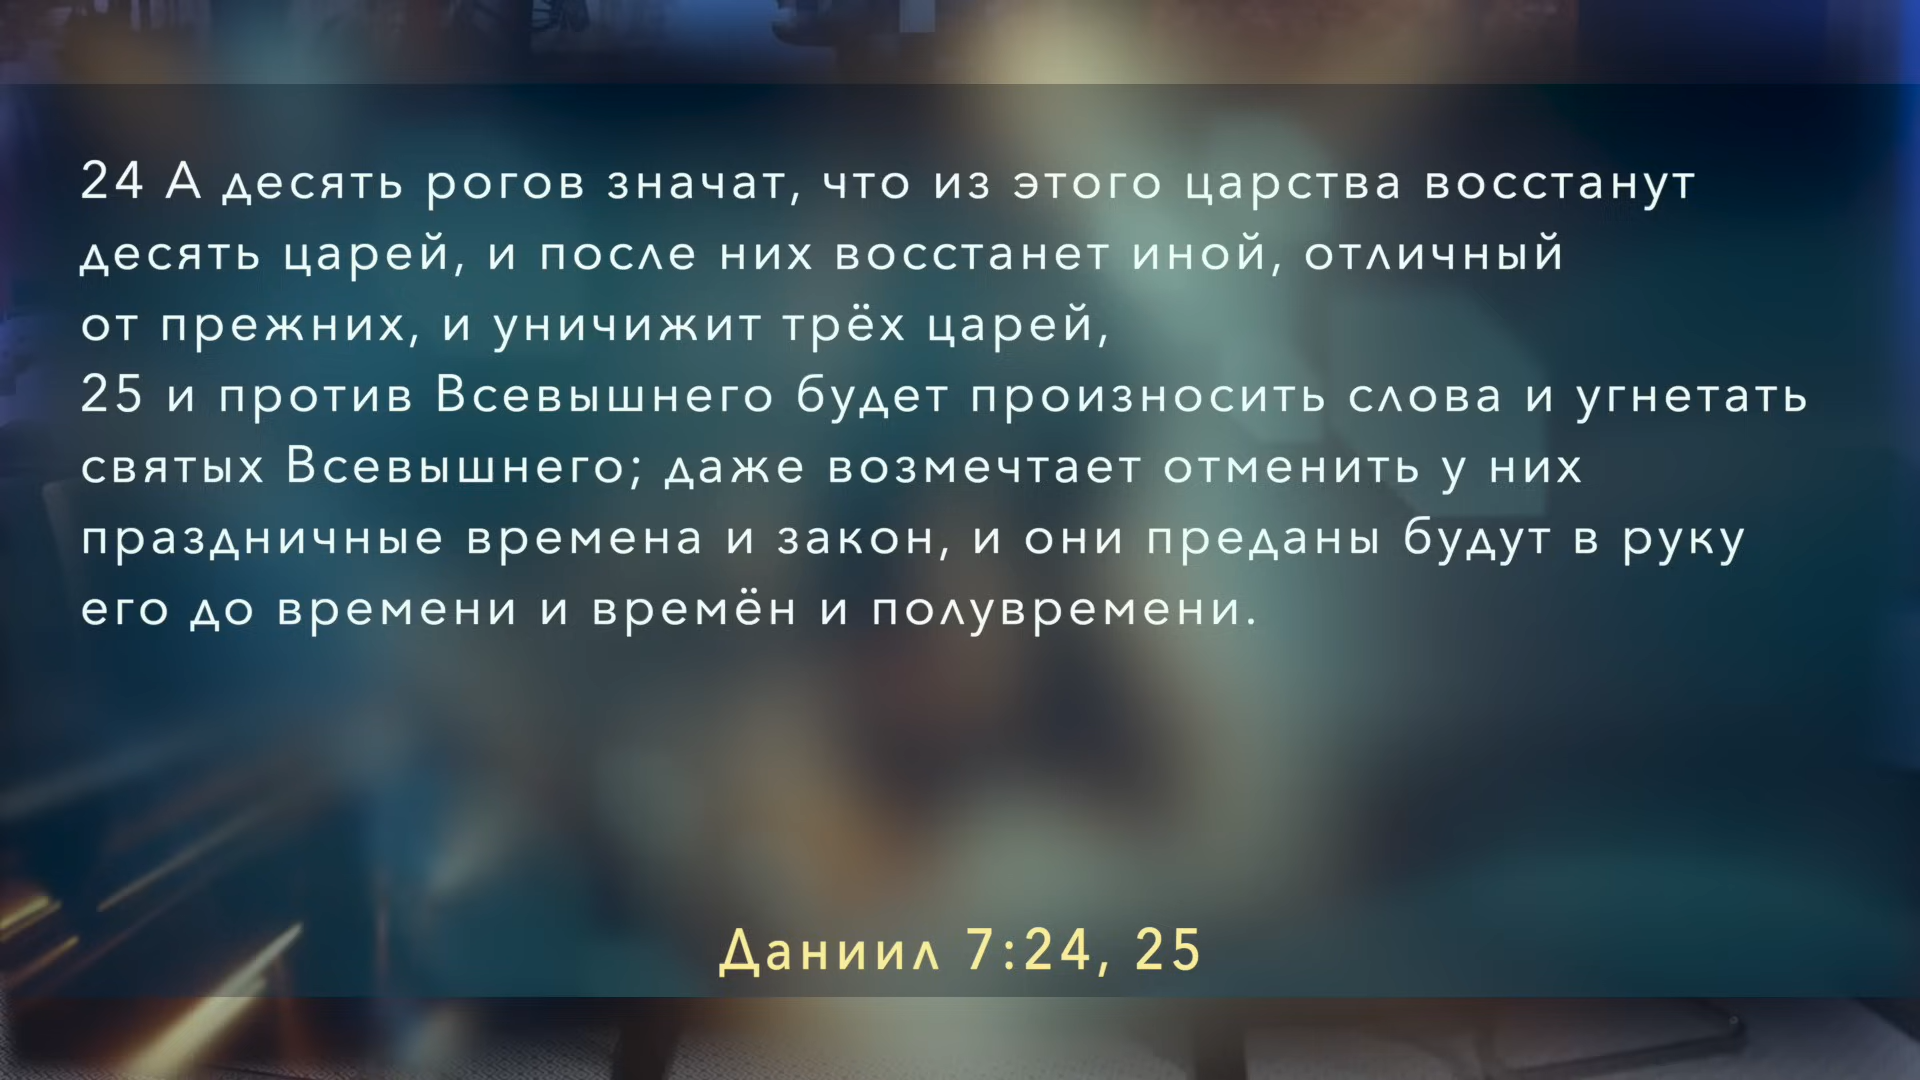 24 А десять рогов значат, что из этого царства восстанут
десять царей, и после них восстанет иной, отличный
от прежних, и уничижит трёх царей,
25 и против Всевышнего будет произносить слова и угнетать
святых Всевышнего; даже возмечтает отменить у них
праздничные времена и закон, и они преданы будут в руку
его до времени и времён и полувремени.
Даниил 7:24, 25